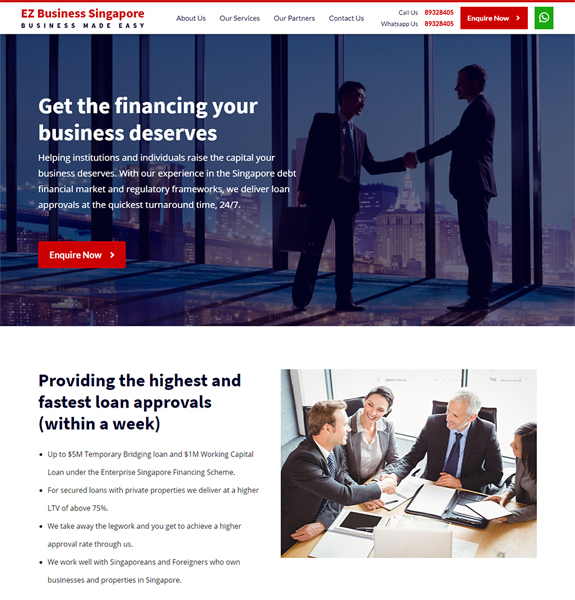 EZ Business Singapore
BUSINESS MADE EASY
About Us
Our Services
Our Partners
Contact Us
Call Us 89328405
Whatsapp Us 89328405
Enquire Now
Get the financing your
business deserves
Helping institutions and individuals raise the capital your
business deserves. With our experience in the Singapore debt
financial market and regulatory frameworks, we deliver loan
approvals at the quickest turnaround time, 24/7.
Enquire Now
Providing the highest and
fastest loan approvals
(within a week)
Up to $5M Temporary Bridging loan and $1M Working Capital
Loan under the Enterprise Singapore Financing Scheme.
For secured loans with private properties we deliver at a higher
LTV of above 75%.
We take away the legwork and you get to achieve a higher
approval rate through us.
We work well with Singaporeans and Foreigners who own
businesses and properties in Singapore.